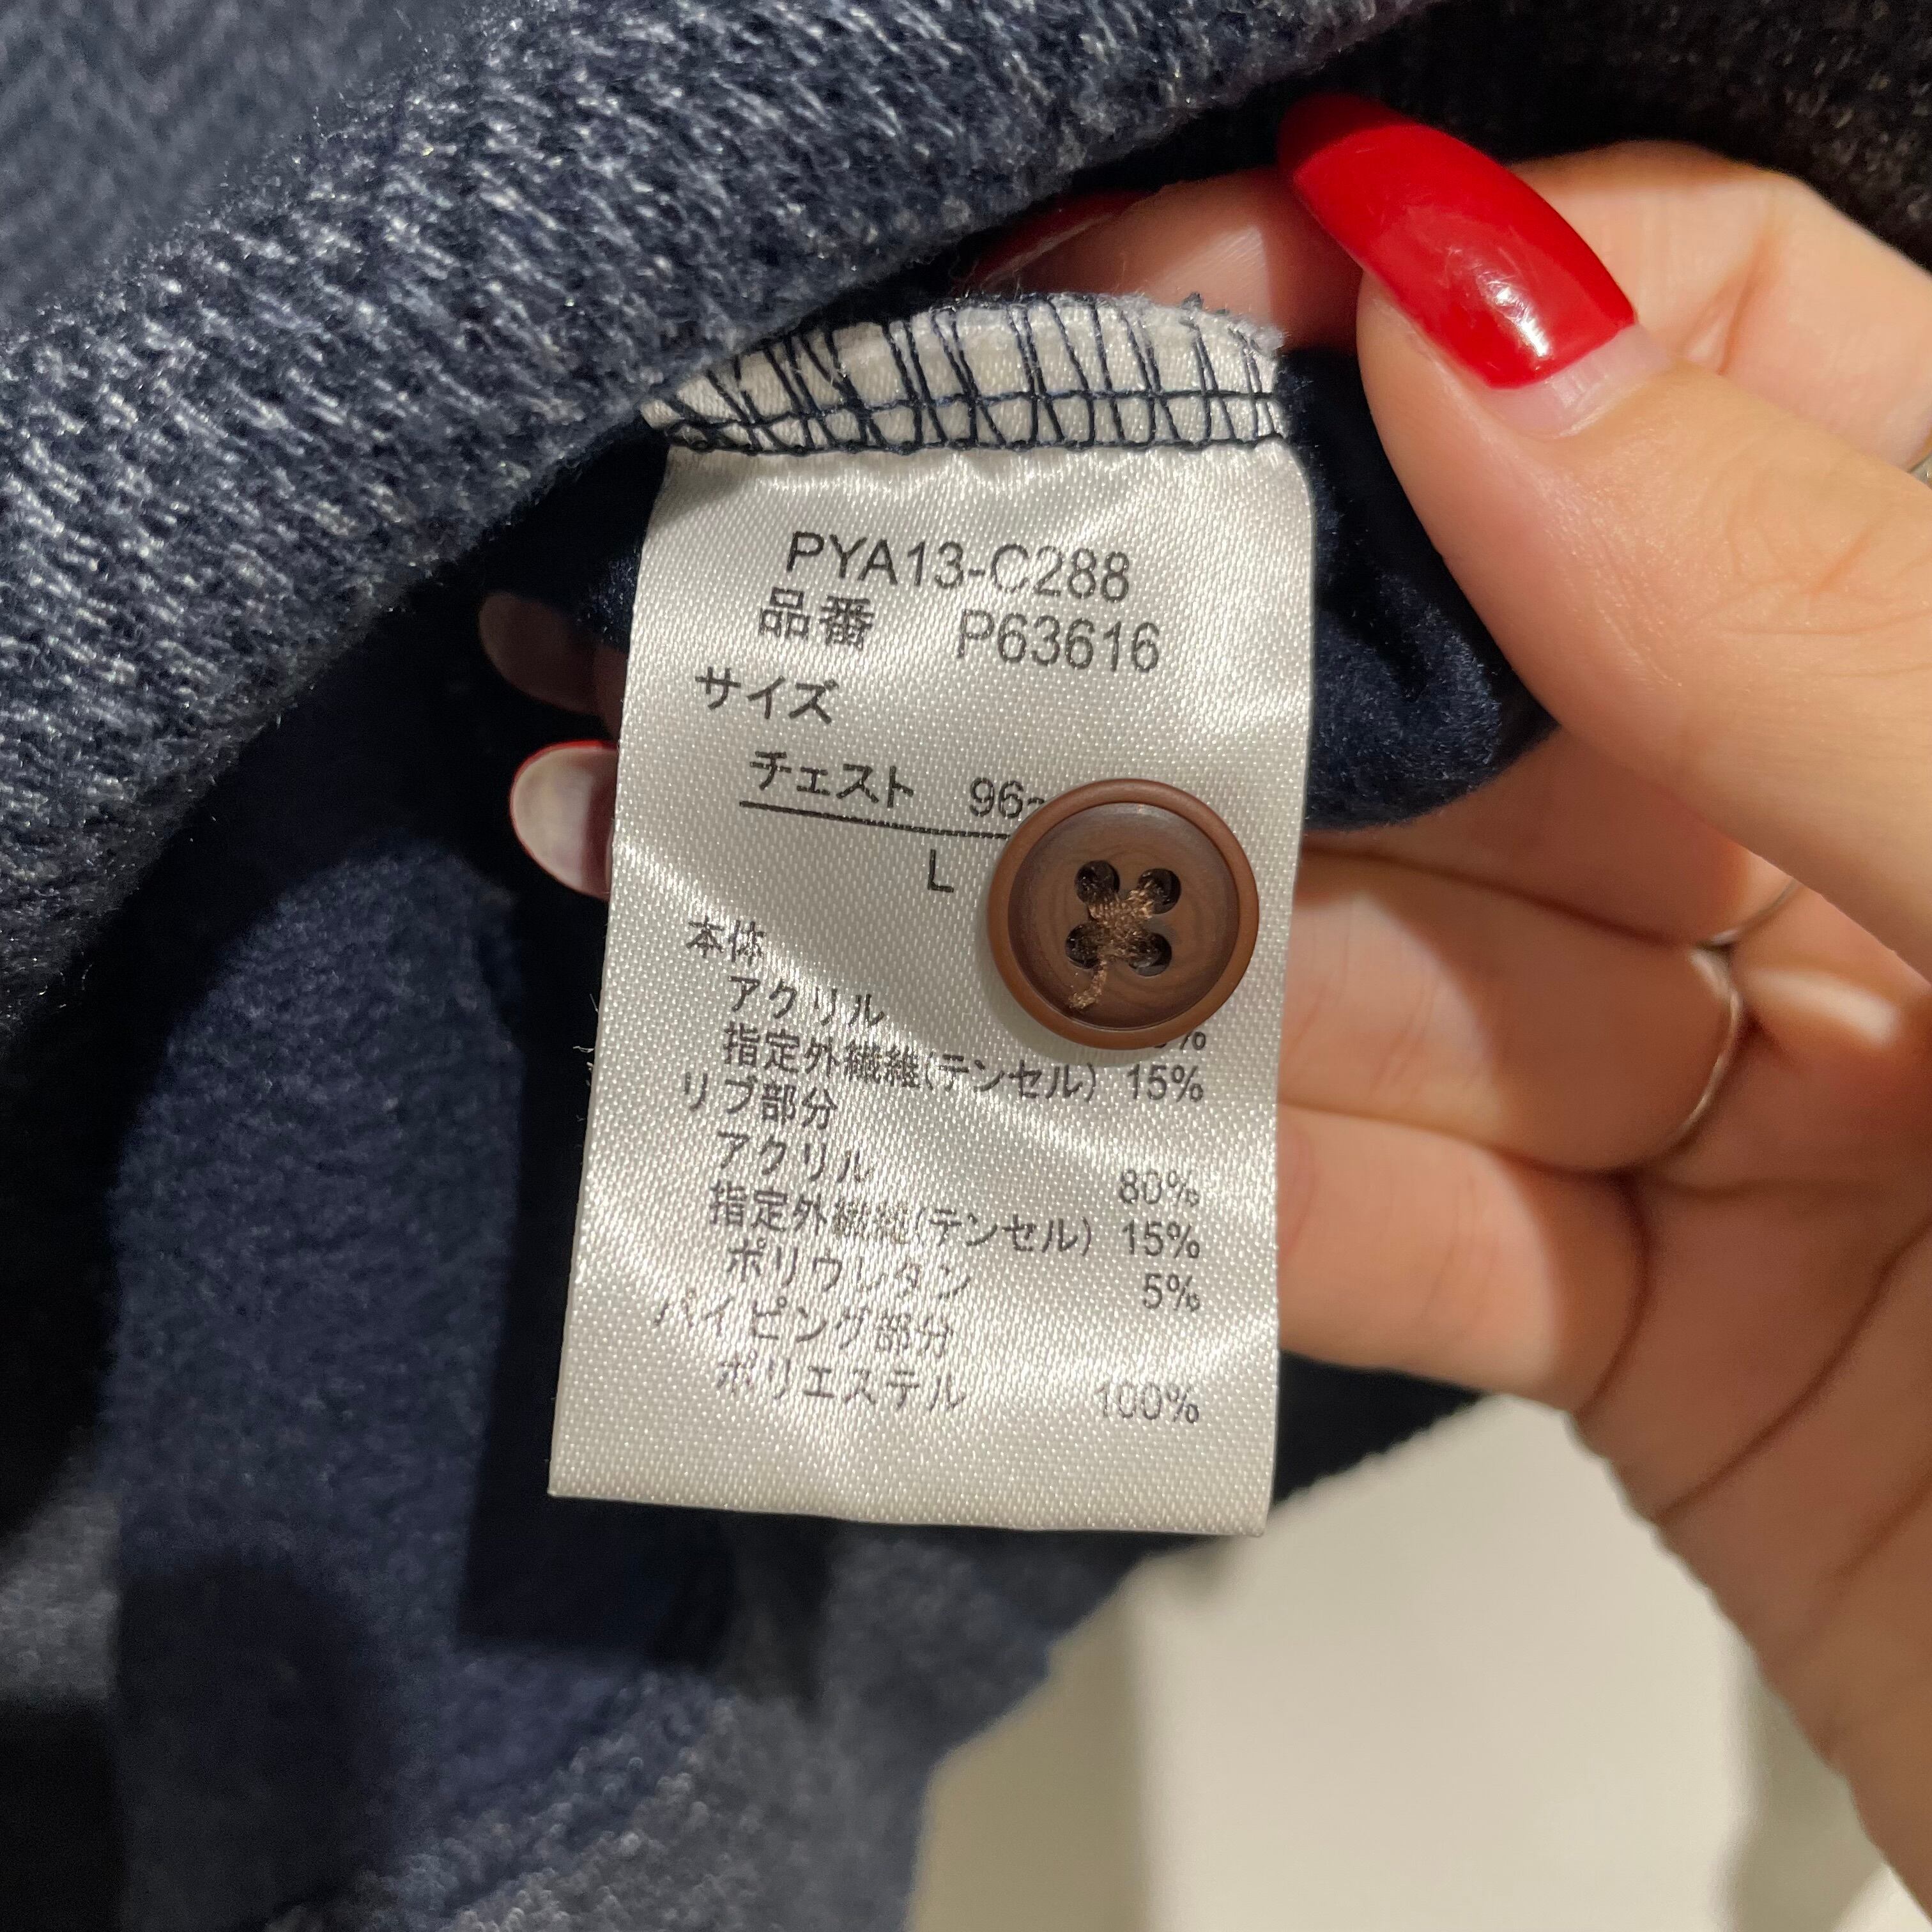 PYA13-C288
品番 P63616
サイズ
チェスト 96
L
本体
アクリル %
指定外繊維(テンセル) 15%
リブ部分
アクリル 80%
指定外繊維(テンセル) 15%
ポリウレタン 5%
パイピング部分
ポリエステル 100%